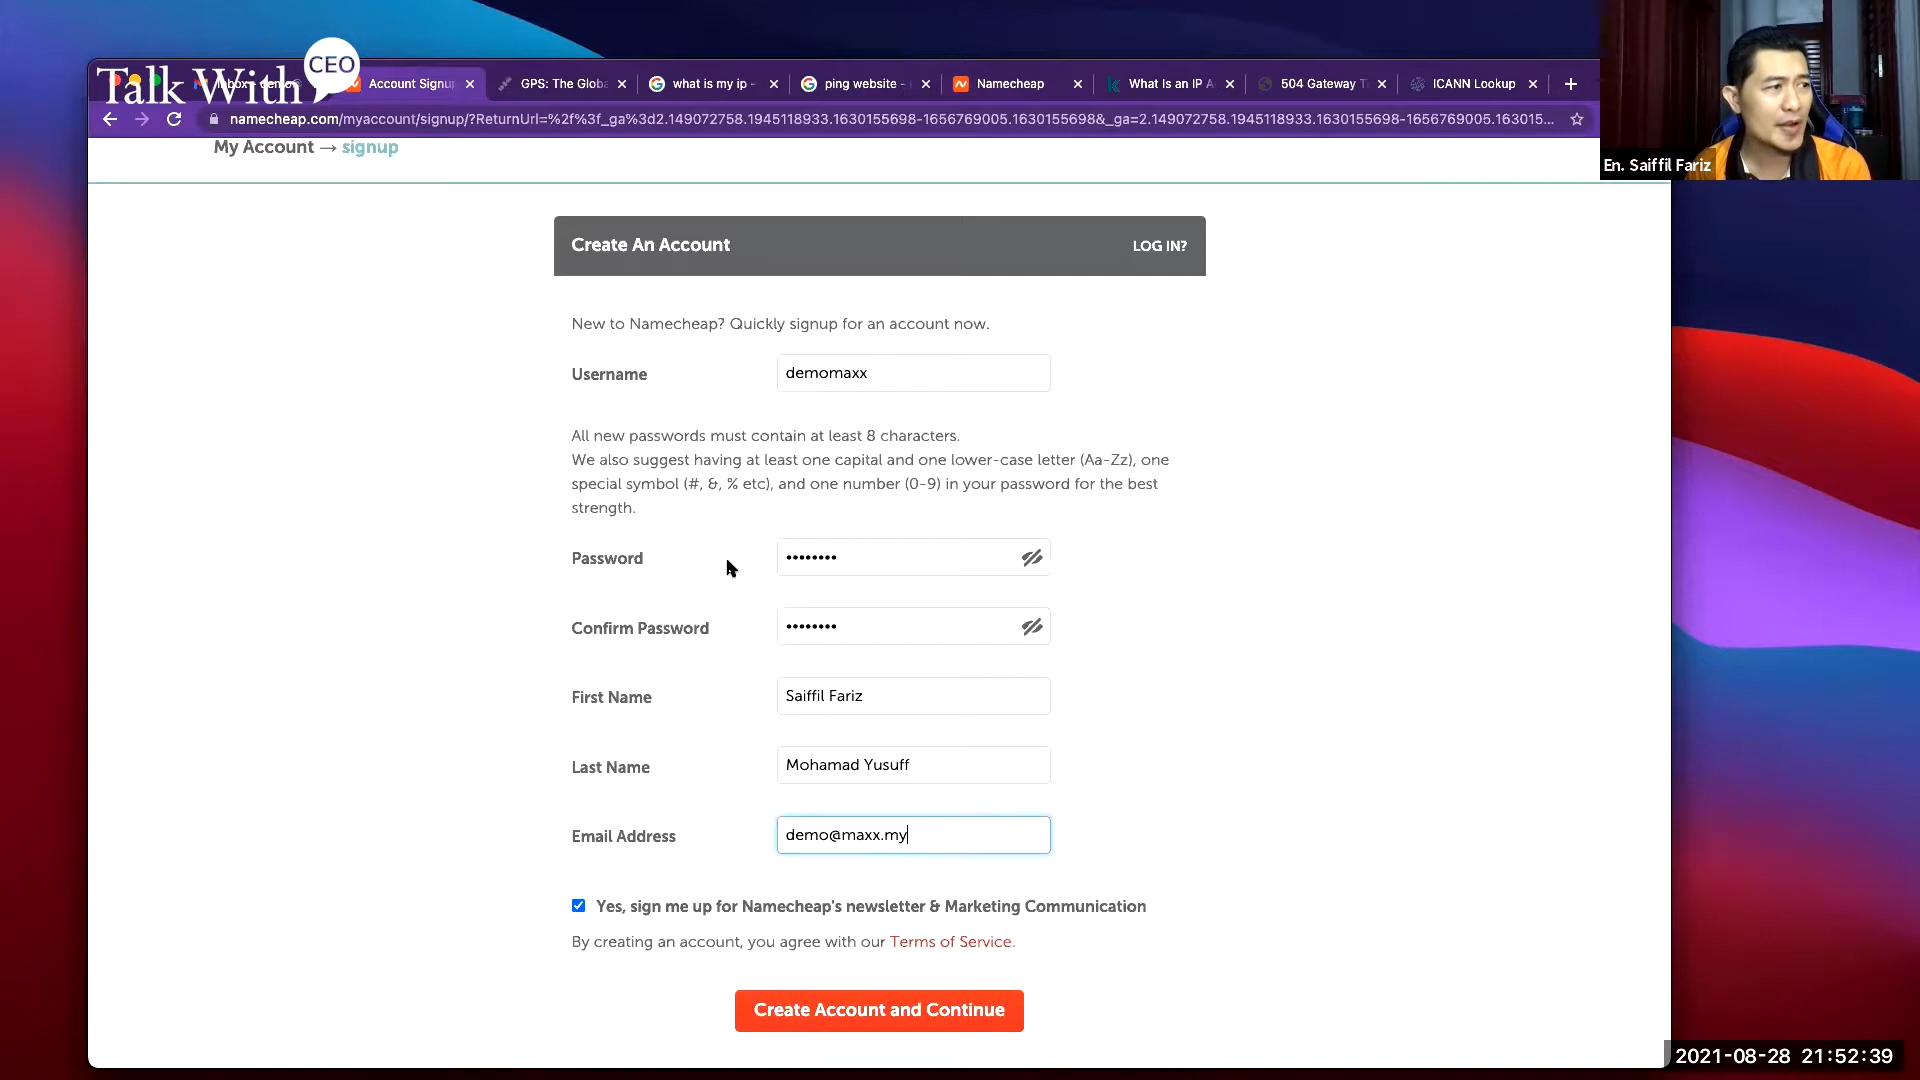 Talk With CEO
Inbox
Account Signup
GPS: The Globa
what is my ip -
ping website -
Namecheap
What Is an IP A
504 Gateway Ti
ICANN Lookup
namecheap.com/myaccount/signup/?ReturnUrl=%2f%3f_ga%3d2.149072758.1945118933.1630155698-1656769005.1630155698&_ga=2.149072758.1945118933.1630155698-1656769005.163015...
En. Saiffil Fariz
My Account → signup
Create An Account
LOG IN?
New to Namecheap? Quickly signup for an account now.
Username
demomaxx
All new passwords must contain at least 8 characters.
We also suggest having at least one capital and one lower-case letter (Aa-Zz), one
special symbol (#, &, % etc), and one number (0-9) in your password for the best
strength.
Password
••••••••
Confirm Password
••••••••
First Name
Saiffil Fariz
Last Name
Mohamad Yusuff
Email Address
demo@maxx.my
Yes, sign me up for Namecheap's newsletter & Marketing Communication
By creating an account, you agree with our Terms of Service.
Create Account and Continue
2021-08-28 21:52:39